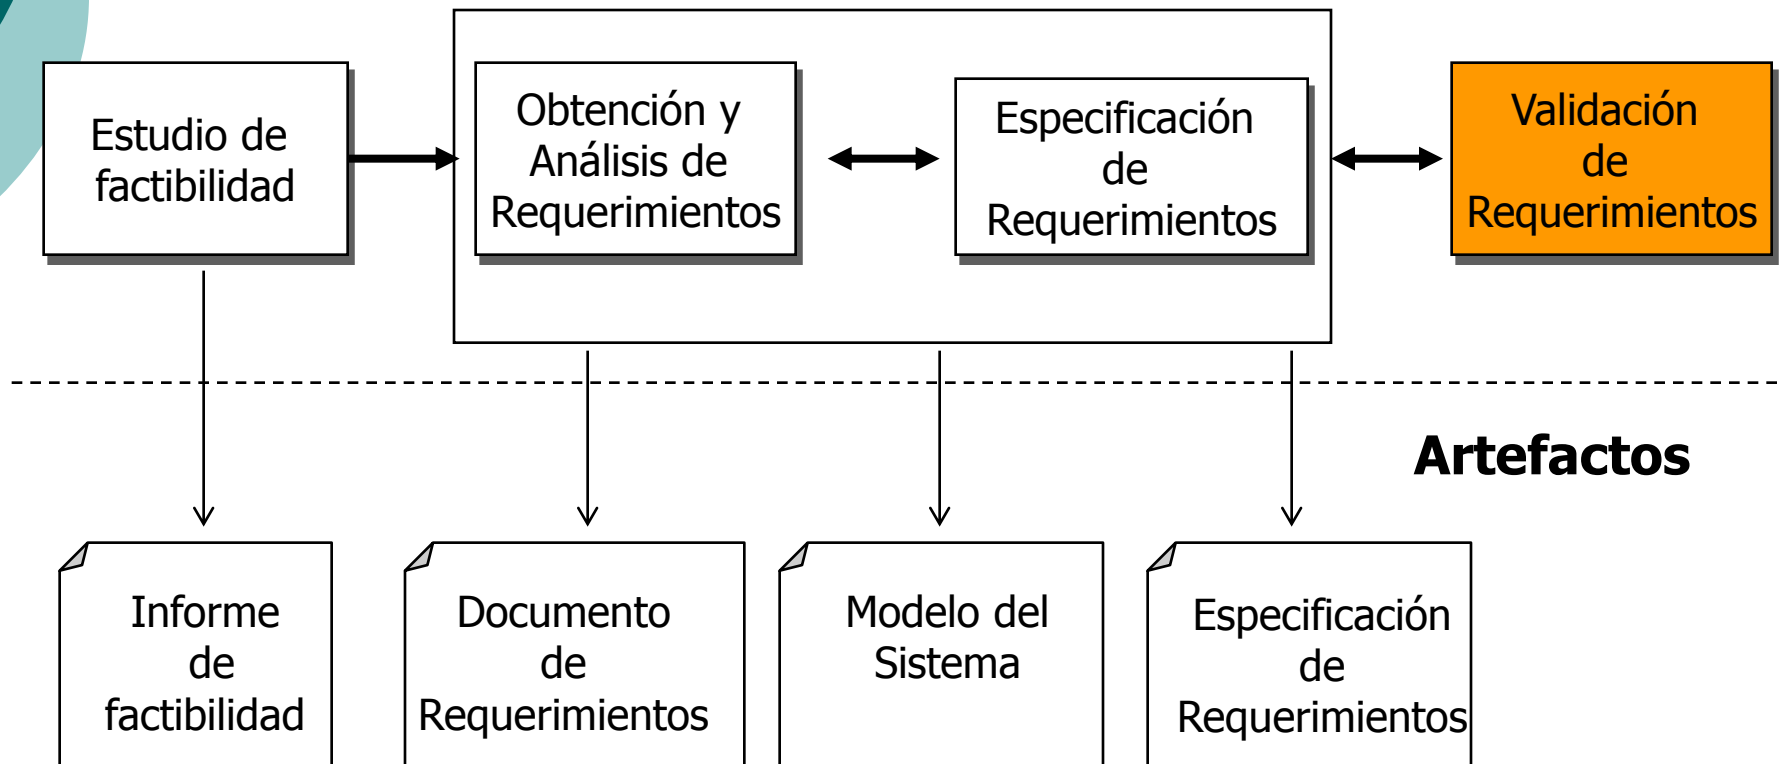 Estudio de
factibilidad
Obtención y
Análisis de
Requerimientos
Especificación
de
Requerimientos
Validación
de
Requerimientos
Artefactos
Informe
de
factibilidad
Documento
de
Requerimientos
Modelo del
Sistema
Especificación
de
Requerimientos